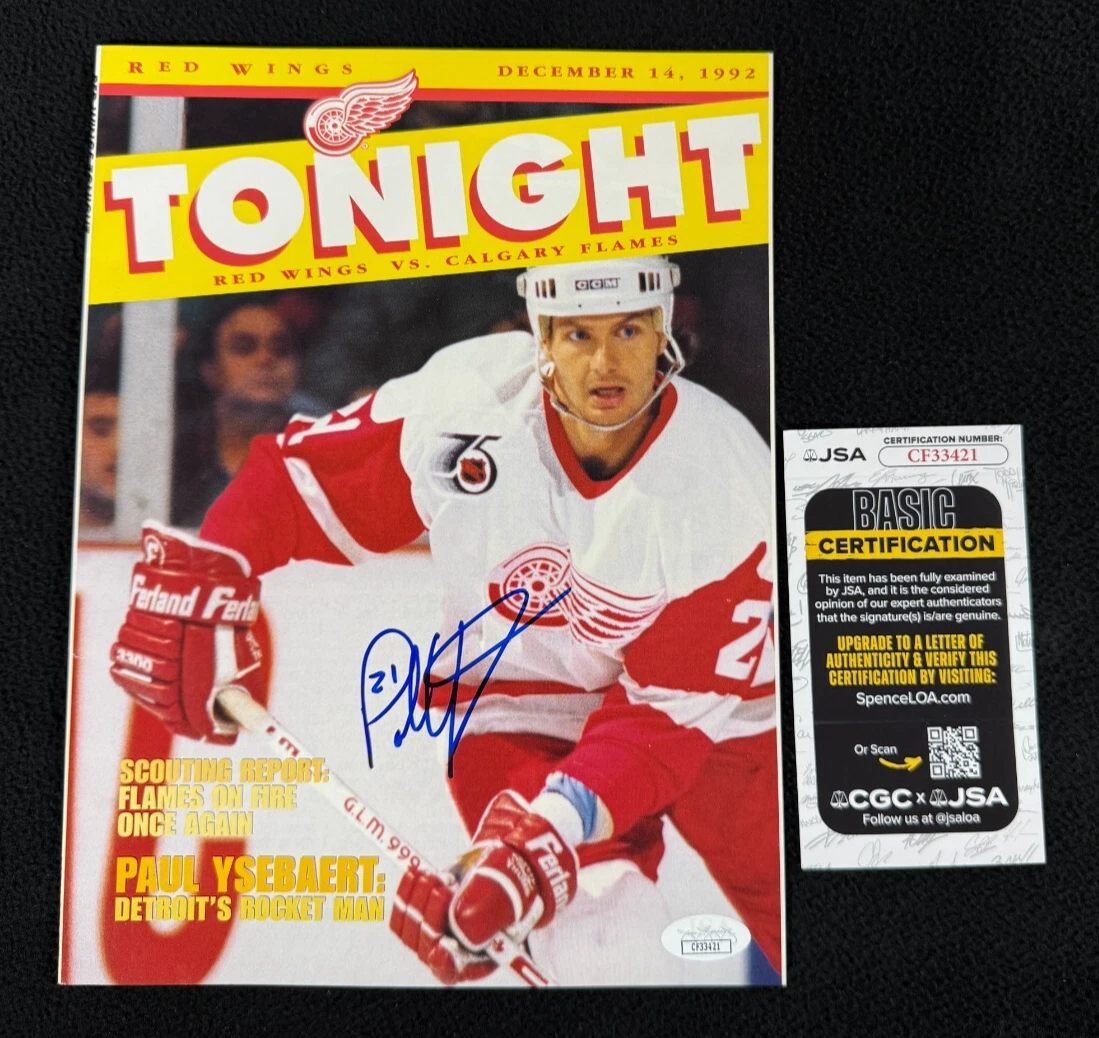 RED WINGS
DECEMBER 14, 1992
TONIGHT
RED WINGS VS. CALGARY FLAMES
CCM
75
21
Ferland Ferla
3300
21
21
G.L.M. 999
Ferland
SCOUTING REPORT:
FLAMES ON FIRE
ONCE AGAIN
PAUL YSEBAERT:
DETROIT'S ROCKET MAN
CF33421
JSA
CERTIFICATION NUMBER:
CF33421
BASIC
CERTIFICATION
This item has been fully examined
by JSA, and it is the considered
opinion of our expert authenticators
that the signature(s) is/are genuine.
UPGRADE TO A LETTER OF
AUTHENTICITY & VERIFY THIS
CERTIFICATION BY VISITING:
SpenceLOA.com
Or Scan
CGC x JSA
Follow us at @jsaloa